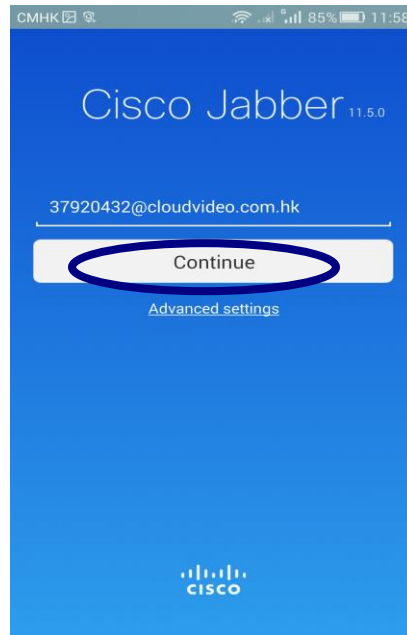 CMHK 85% 11:58
Cisco Jabber 11.5.0
37920432@cloudvideo.com.hk
Continue
Advanced settings
CISCO